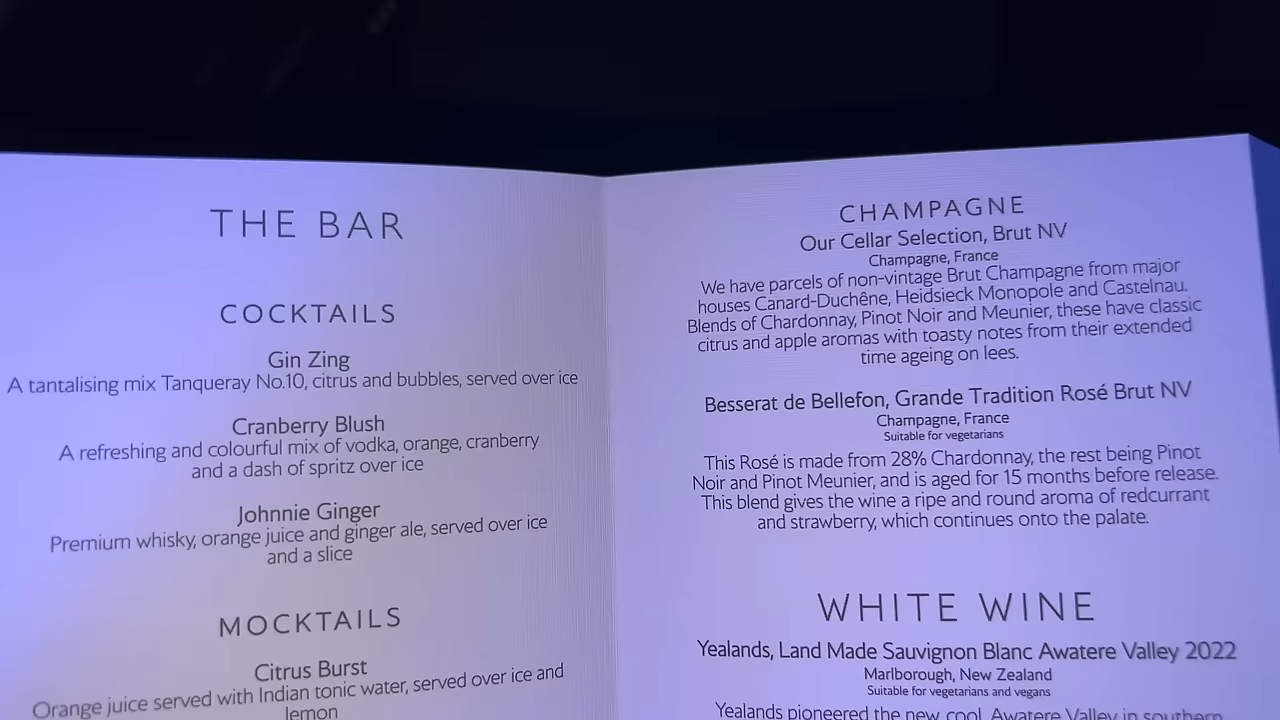 THE BAR
COCKTAILS
Gin Zing
A tantalising mix Tanqueray No.10, citrus and bubbles, served over ice
Cranberry Blush
A refreshing and colourful mix of vodka, orange, cranberry
and a dash of spritz over ice
Johnnie Ginger
Premium whisky, orange juice and ginger ale, served over ice
and a slice
MOCKTAILS
Citrus Burst
Orange juice served with Indian tonic water, served over ice and
lemon
CHAMPAGNE
Our Cellar Selection, Brut NV
Champagne, France
We have parcels of non-vintage Brut Champagne from major
houses Canard-Duchêne, Heidsieck Monopole and Castelnau.
Blends of Chardonnay, Pinot Noir and Meunier, these have classic
citrus and apple aromas with toasty notes from their extended
time ageing on lees.
Besserat de Bellefon, Grande Tradition Rosé Brut NV
Champagne, France
Suitable for vegetarians
This Rosé is made from 28% Chardonnay, the rest being Pinot
Noir and Pinot Meunier, and is aged for 15 months before release.
This blend gives the wine a ripe and round aroma of redcurrant
and strawberry, which continues onto the palate.
WHITE WINE
Yealands, Land Made Sauvignon Blanc Awatere Valley 2022
Marlborough, New Zealand
Suitable for vegetarians and vegans
Yealands pioneered the new cool, Awatere Valley in southern